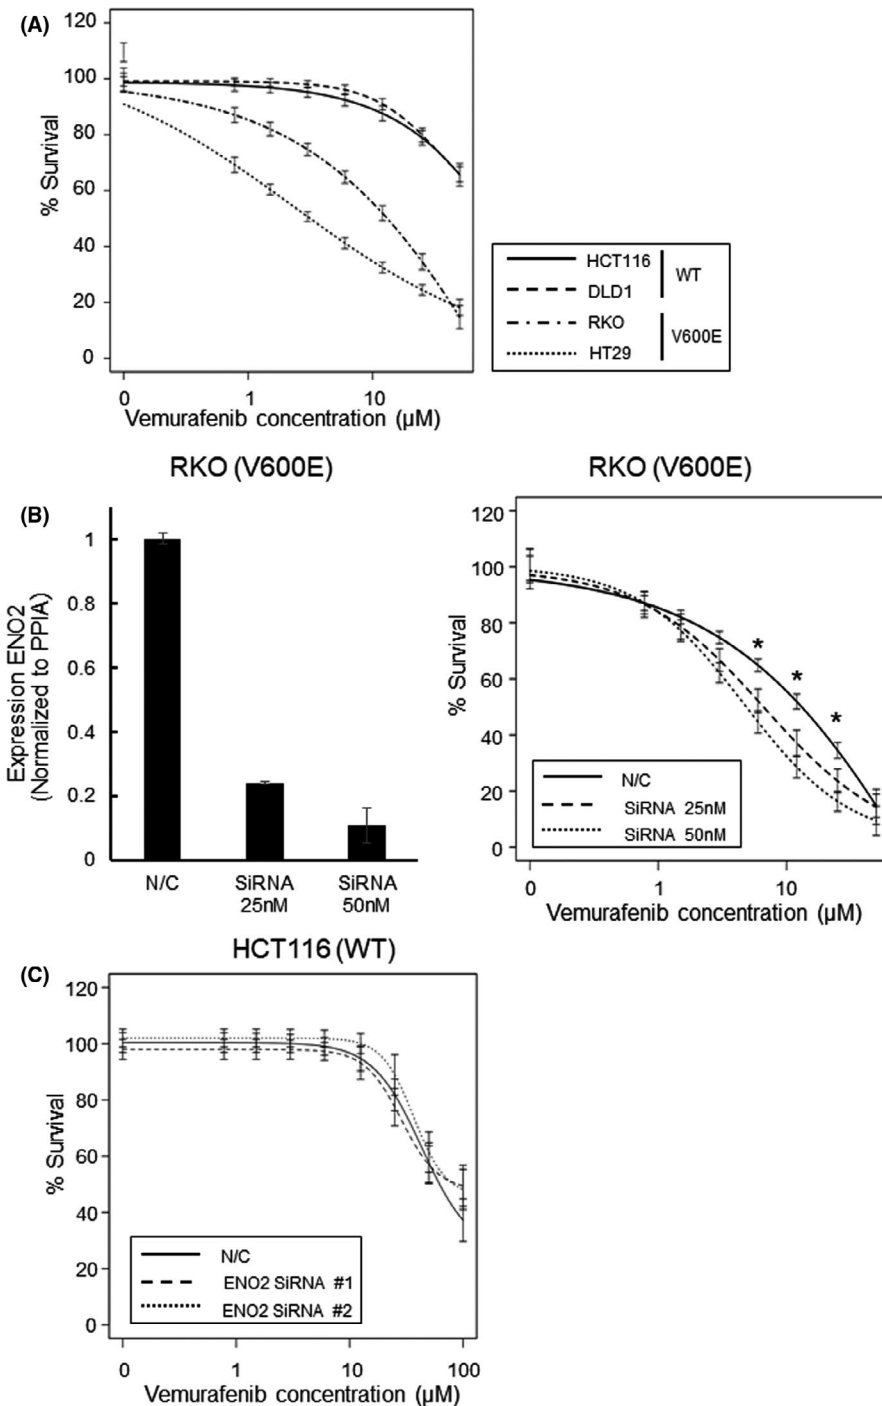 (A)
120
100
80
60
40
20
0
% Survival
0 1 10
Vemurafenib concentration (μM)
HCT116
DLD1
WT
RKO
HT29
V600E
RKO (V600E)
(B)
1
0.8
0.6
0.4
0.2
0
Expression ENO2
(Normalized to PPIA)
N/C SiRNA SiRNA
25nM 50nM
RKO (V600E)
120
100
80
60
40
20
0
% Survival
* * *
N/C
SiRNA 25nM
SiRNA 50nM
0 1 10
Vemurafenib concentration (μM)
HCT116 (WT)
(C)
120
100
80
60
40
20
0
% Survival
N/C
ENO2 SiRNA #1
ENO2 SiRNA #2
0 1 10 100
Vemurafenib concentration (μM)